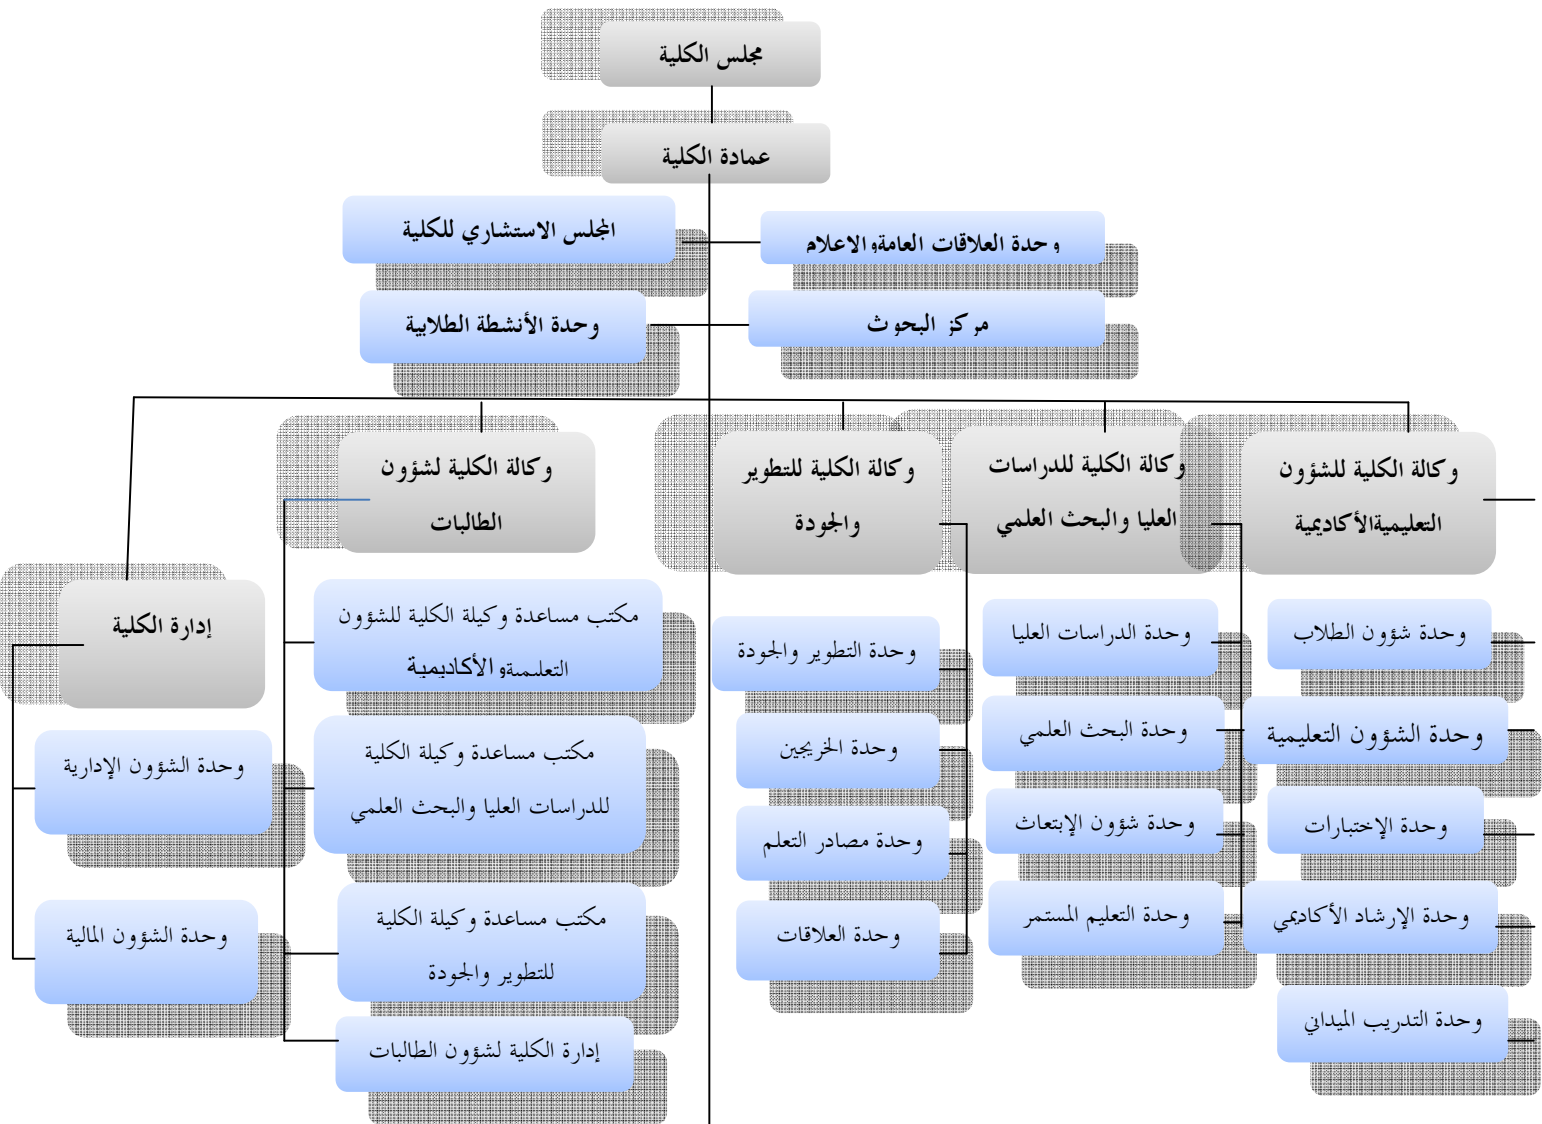 مجلس الكلية
عمادة الكلية
وحدة العلاقات العامة والاعلام
المجلس الاستشاري للكلية
مركز البحوث
وحدة الأنشطة الطلابية
وكالة الكلية للشؤون
التعليمية الأكاديمية
وحدة شؤون الطلاب
وحدة الشؤون التعليمية
وحدة الإختبارات
وحدة الإرشاد الأكاديمي
وحدة التدريب الميداني
وكالة الكلية للدراسات
العليا والبحث العلمي
وحدة الدراسات العليا
وحدة البحث العلمي
وحدة شؤون الإبتعاث
وحدة التعليم المستمر
وكالة الكلية للتطوير
والجودة
وحدة التطوير والجودة
وحدة الخريجين
وحدة مصادر التعلم
وحدة العلاقات
وكالة الكلية لشؤون
الطالبات
مكتب مساعدة وكيلة الكلية للشؤون
التعليمية والأكاديمية
مكتب مساعدة وكيلة الكلية
للدراسات العليا والبحث العلمي
مكتب مساعدة وكيلة الكلية
للتطوير والجودة
إدارة الكلية لشؤون الطالبات
إدارة الكلية
وحدة الشؤون الإدارية
وحدة الشؤون المالية